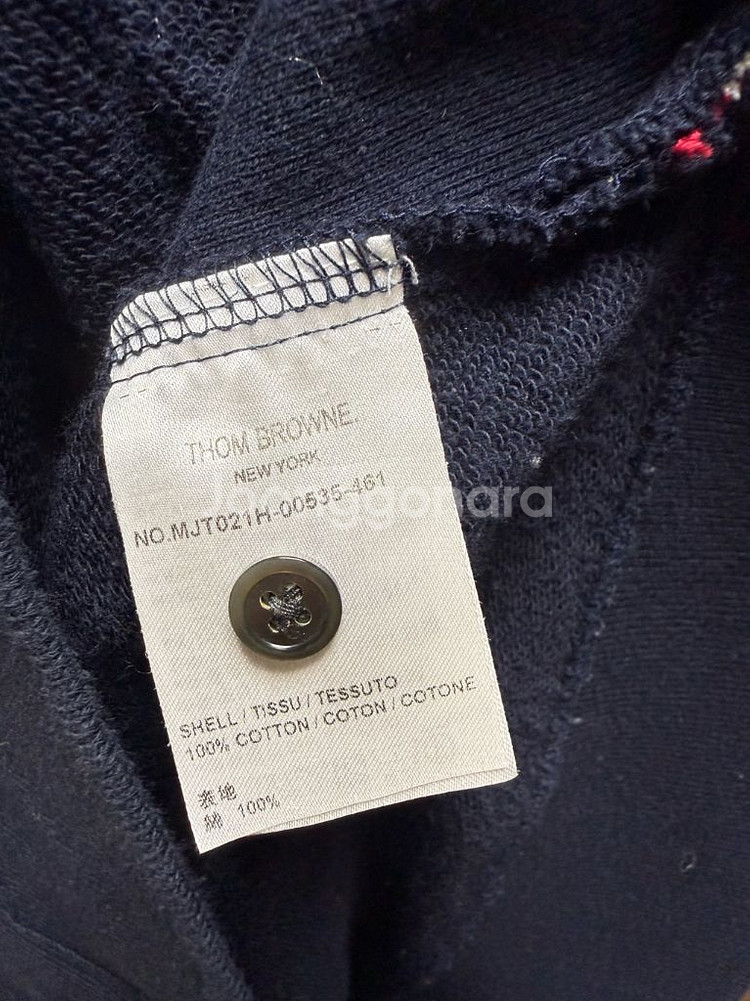 THOM BROWNE.
NEW YORK
NO.MJT021H-00535-461
Joonggonara
SHELL / TISSU / TESSUTO
100% COTTON / COTON / COTONE
表地
綿 100%